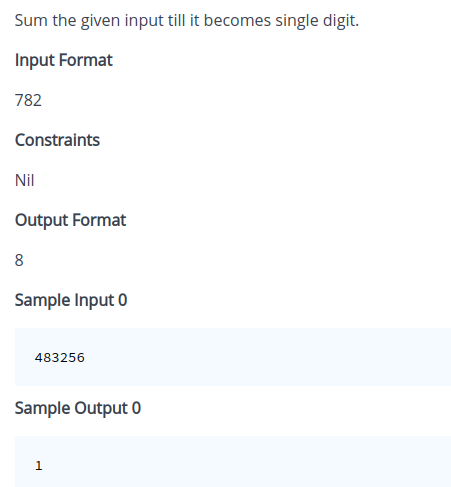 Sum the given input till it becomes single digit.
Input Format
782
Constraints
Nil
Output Format
8
Sample Input 0
483256
Sample Output 0
1